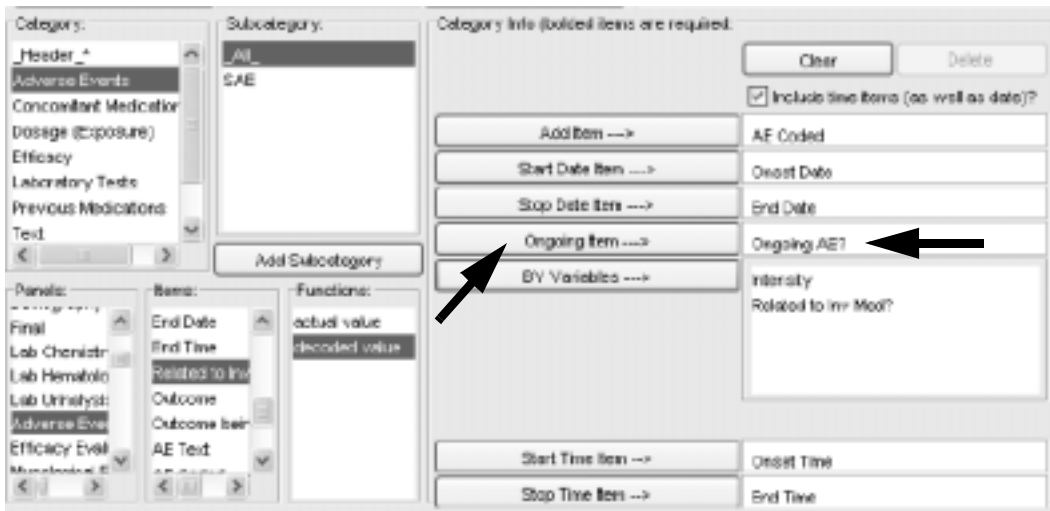 Category:
_Header_*
Adverse Events
Concomitant Medication
Dosage (Exposure)
Efficacy
Laboratory Tests
Previous Medications
Text
Subcategory:
_All_
SAE
Add Subcategory
Panels:
Final
Lab Chemistr
Lab Hematolo
Lab Urinalysis
Adverse Eve
Efficacy Eval
Items:
End Date
End Time
Related to Inv
Outcome
Outcome bein
AE Text
AE Coded
Functions:
actual value
decoded value
Category Info (bolded items are required:
Clear
Delete
Include time items (as well as date)?
Add Item --->
AE Coded
Start Date Item ---->
Onset Date
Stop Date Item ---->
End Date
Ongoing Item ---->
Ongoing AE?
BY Variables ---->
Intensity
Related to Inv Med?
Start Time Item --->
Onset Time
Stop Time Item --->
End Time